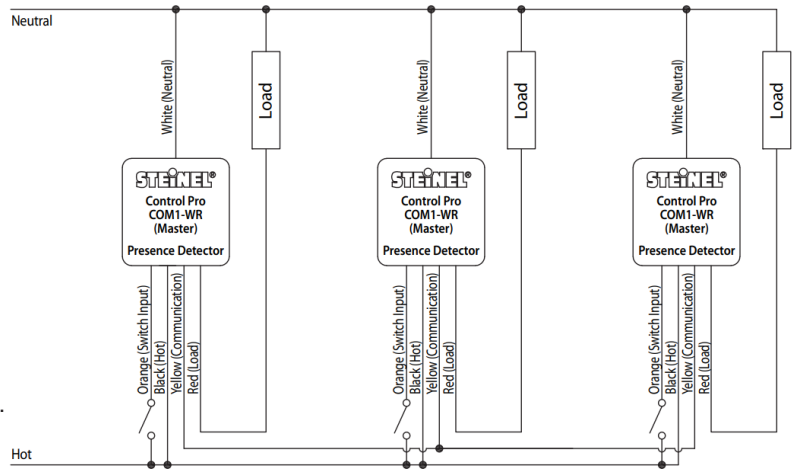 Neutral
White (Neutral)
Load
White (Neutral)
Load
White (Neutral)
Load
STEINEL®
Control Pro
COM1-WR
(Master)
Presence Detector
STEINEL®
Control Pro
COM1-WR
(Master)
Presence Detector
STEINEL®
Control Pro
COM1-WR
(Master)
Presence Detector
Orange (Switch Input)
Black (Hot)
Yellow (Communication)
Red (Load)
Orange (Switch Input)
Black (Hot)
Yellow (Communication)
Red (Load)
Orange (Switch Input)
Black (Hot)
Yellow (Communication)
Red (Load)
.
Hot